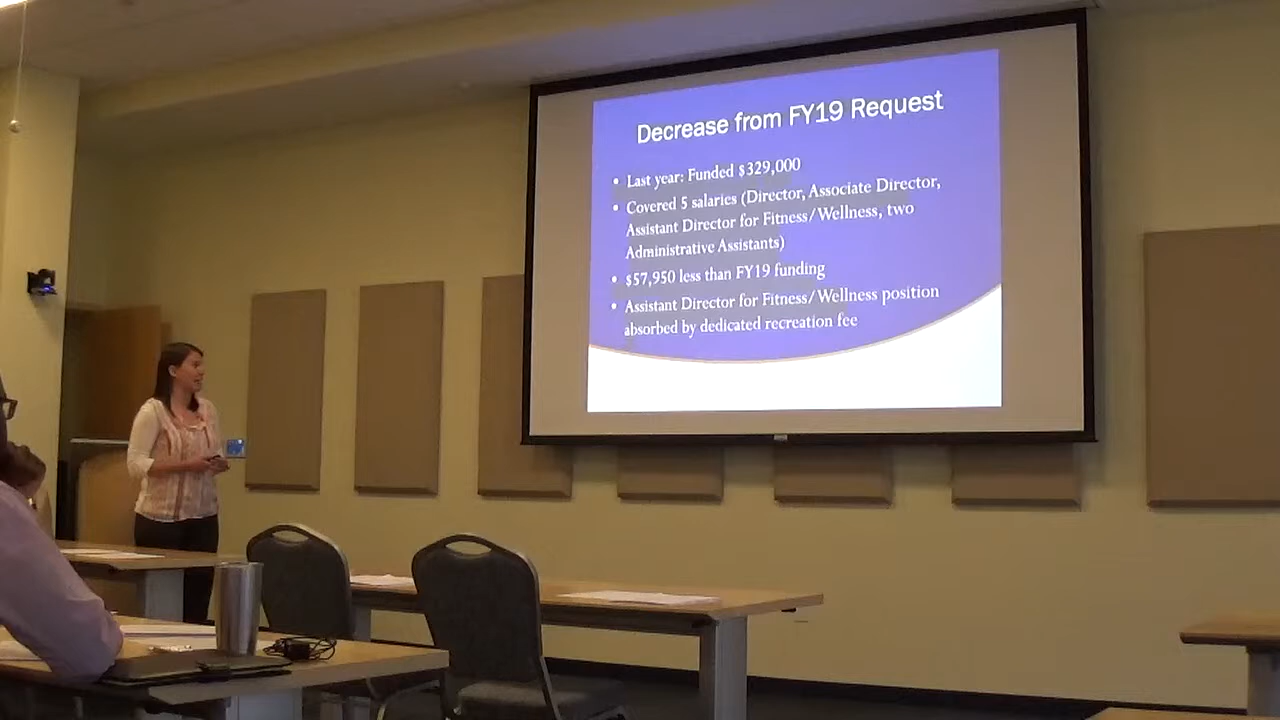 Decrease from FY19 Request
• Last year: Funded $329,000
• Covered 5 salaries (Director, Associate Director,
Assistant Director for Fitness/Wellness, two
Administrative Assistants)
• $57,950 less than FY19 funding
• Assistant Director for Fitness/Wellness position
absorbed by dedicated recreation fee